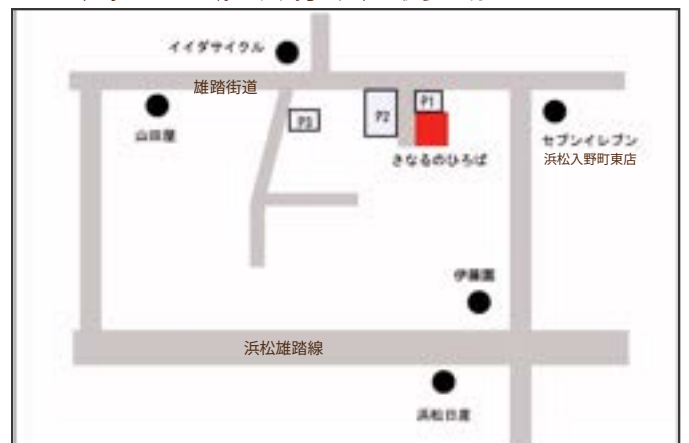 イイダサイクル
雄踏街道
P1
P2
P3
山田屋
セブンイレブン
浜松入野町東店
さなるのひろば
伊藤園
浜松雄踏線
浜松日産